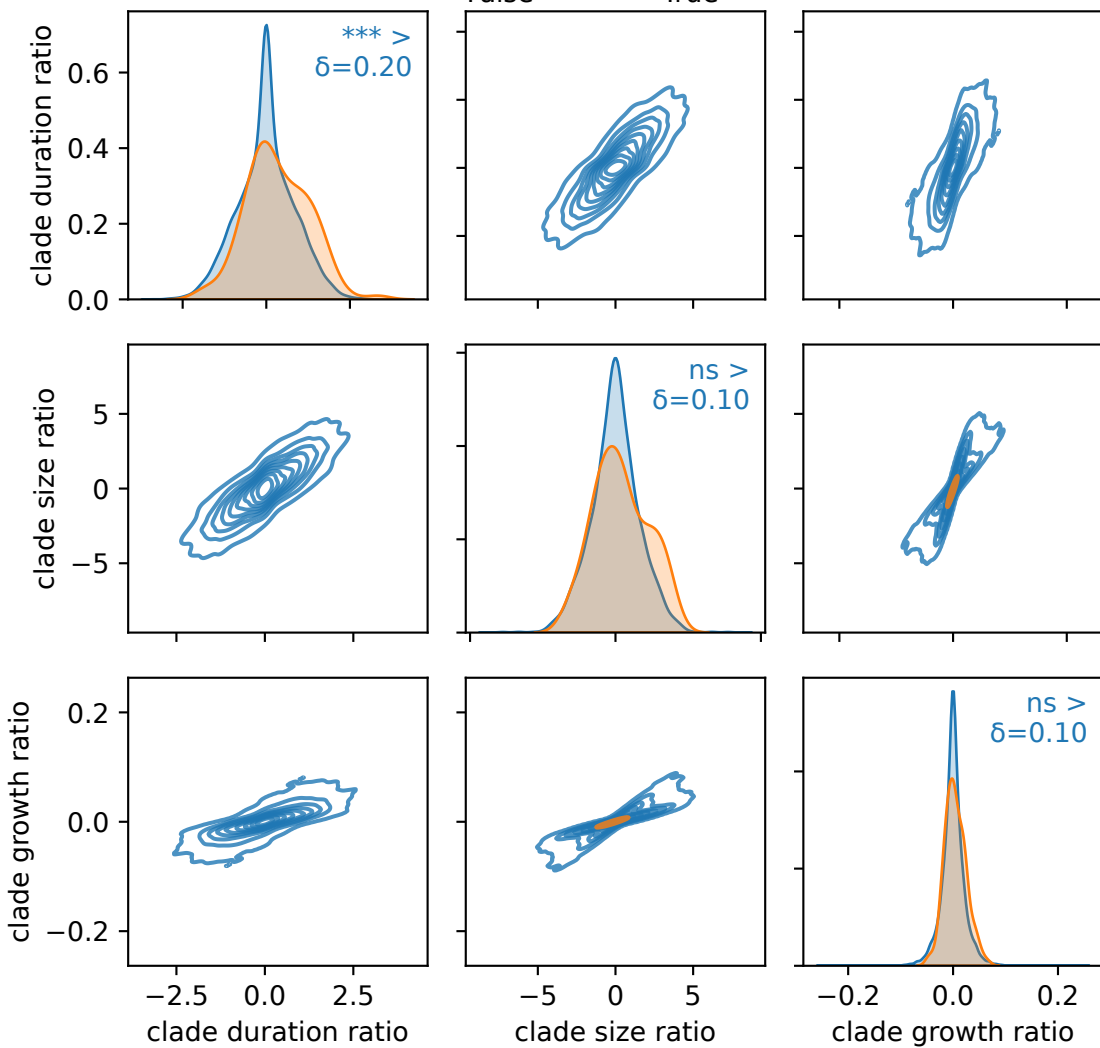 False True
clade duration ratio
0.6
0.4
0.2
0.0
*** >
δ=0.20
clade size ratio
5
0
−5
ns >
δ=0.10
clade growth ratio
0.2
0.0
−0.2
ns >
δ=0.10
−2.5 0.0 2.5
−5 0 5
−0.2 0.0 0.2
clade duration ratio
clade size ratio
clade growth ratio